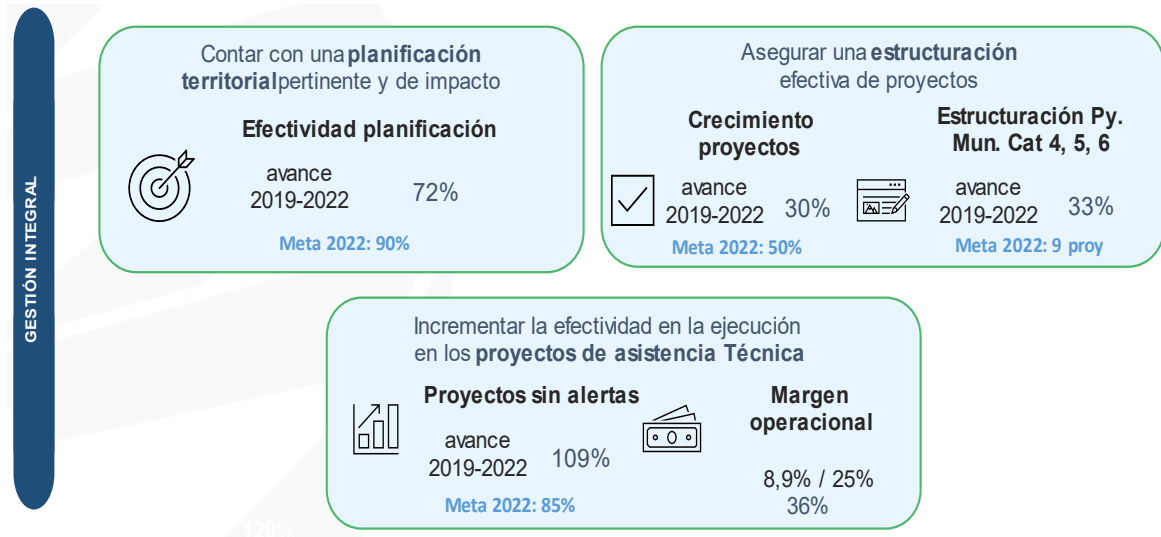 GESTIÓN INTEGRAL
Contar con una planificación
territorial pertinente y de impacto
Efectividad planificación
avance
2019-2022
72%
Meta 2022: 90%
Asegurar una estructuración
efectiva de proyectos
Crecimiento
proyectos
avance
2019-2022
30%
Meta 2022: 50%
Estructuración Py.
Mun. Cat 4, 5, 6
avance
2019-2022
33%
Meta 2022: 9 proy
Incrementar la efectividad en la ejecución
en los proyectos de asistencia Técnica
Proyectos sin alertas
avance
2019-2022
109%
Meta 2022: 85%
Margen
operacional
8,9% / 25%
36%
120%